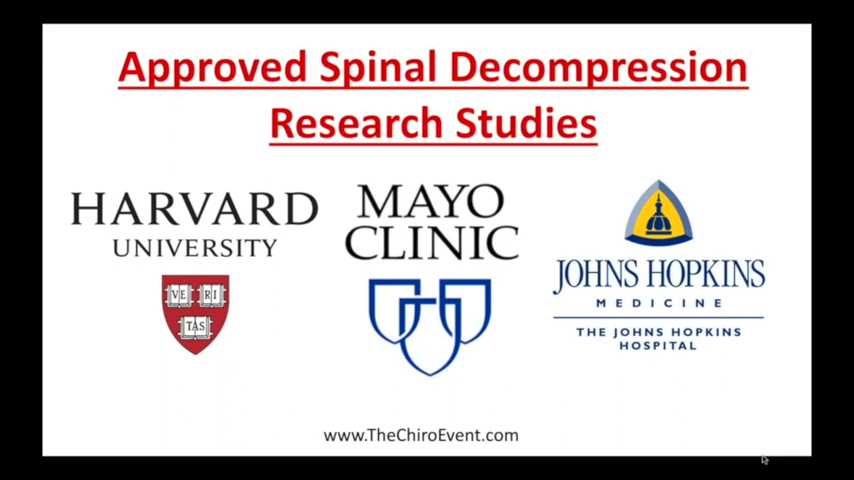 Approved Spinal Decompression
Research Studies
HARVARD
UNIVERSITY
VE RI
TAS
MAYO
CLINIC
JOHNS HOPKINS
MEDICINE
THE JOHNS HOPKINS
HOSPITAL
www.TheChiroEvent.com